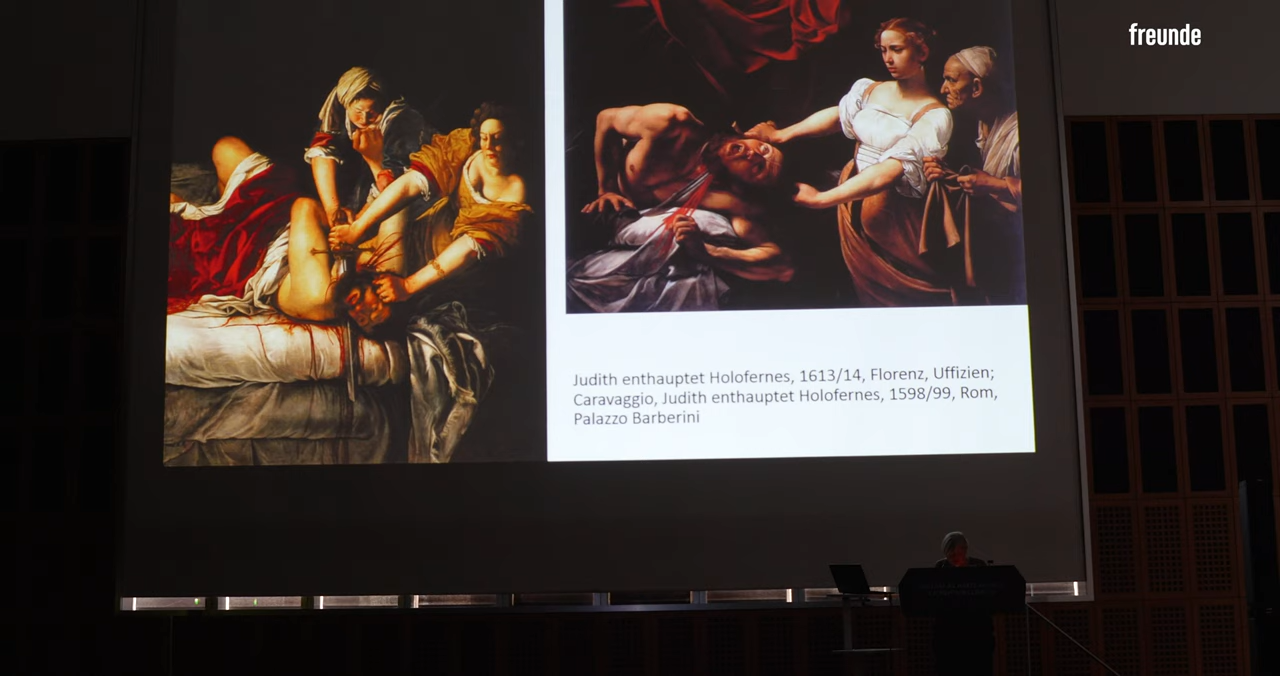 freunde
Judith enthauptet Holofernes, 1613/14, Florenz, Uffizien;
Caravaggio, Judith enthauptet Holofernes, 1598/99, Rom,
Palazzo Barberini